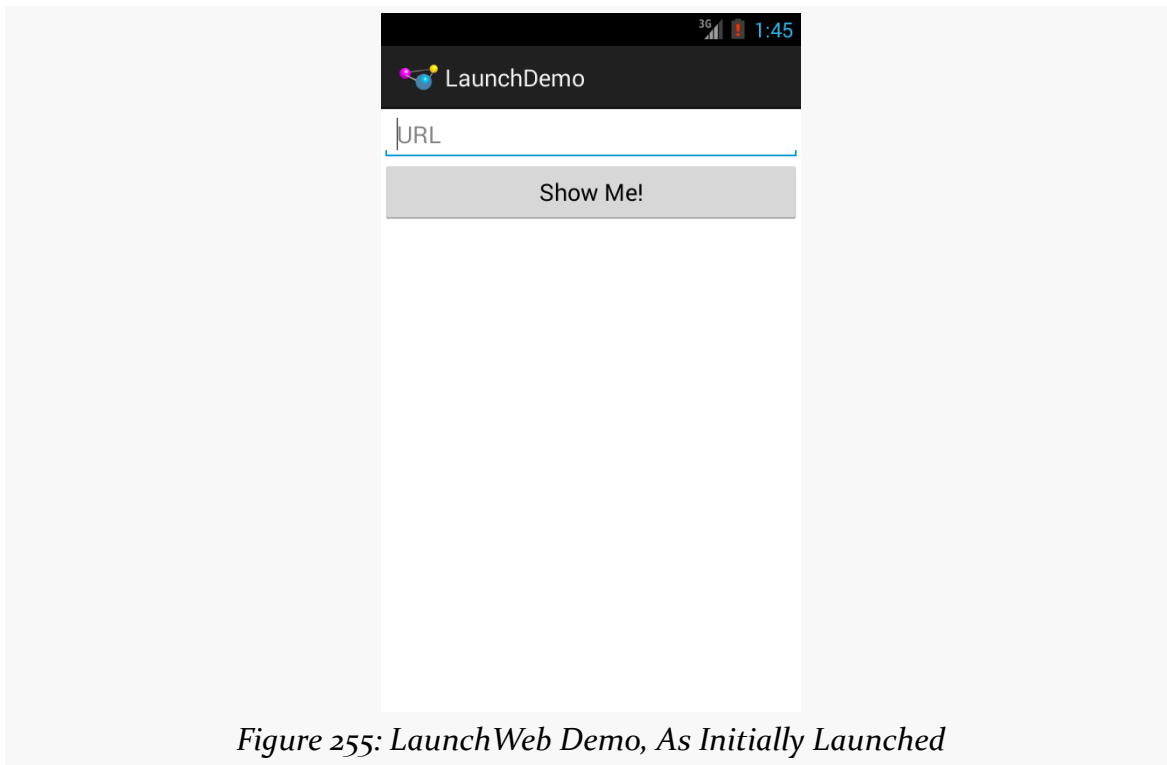 3G 1:45
LaunchDemo
URL
Show Me!
Figure 255: LaunchWeb Demo, As Initially Launched